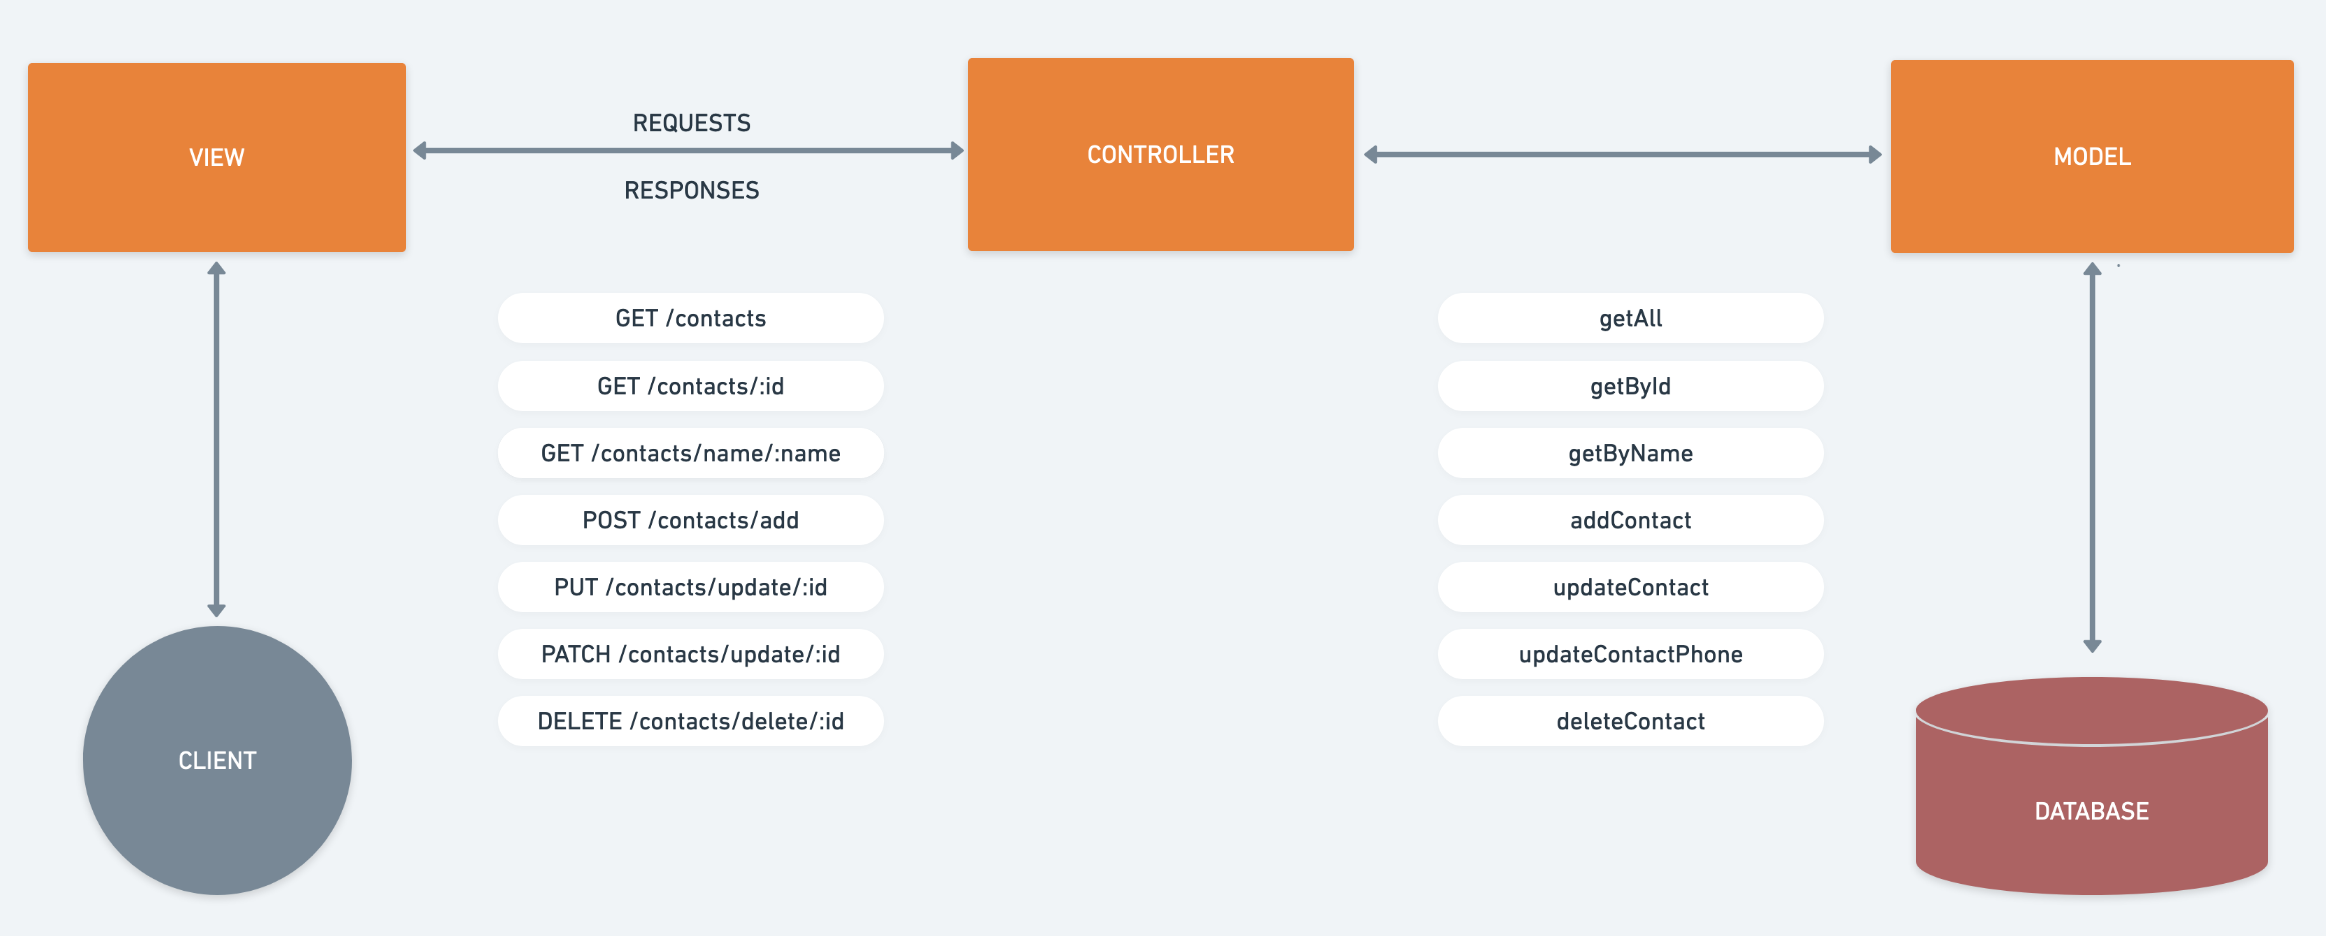 VIEW
REQUESTS
RESPONSES
CONTROLLER
MODEL
GET /contacts
GET /contacts/:id
GET /contacts/name/:name
POST /contacts/add
PUT /contacts/update/:id
PATCH /contacts/update/:id
DELETE /contacts/delete/:id
getAll
getById
getByName
addContact
updateContact
updateContactPhone
deleteContact
CLIENT
DATABASE